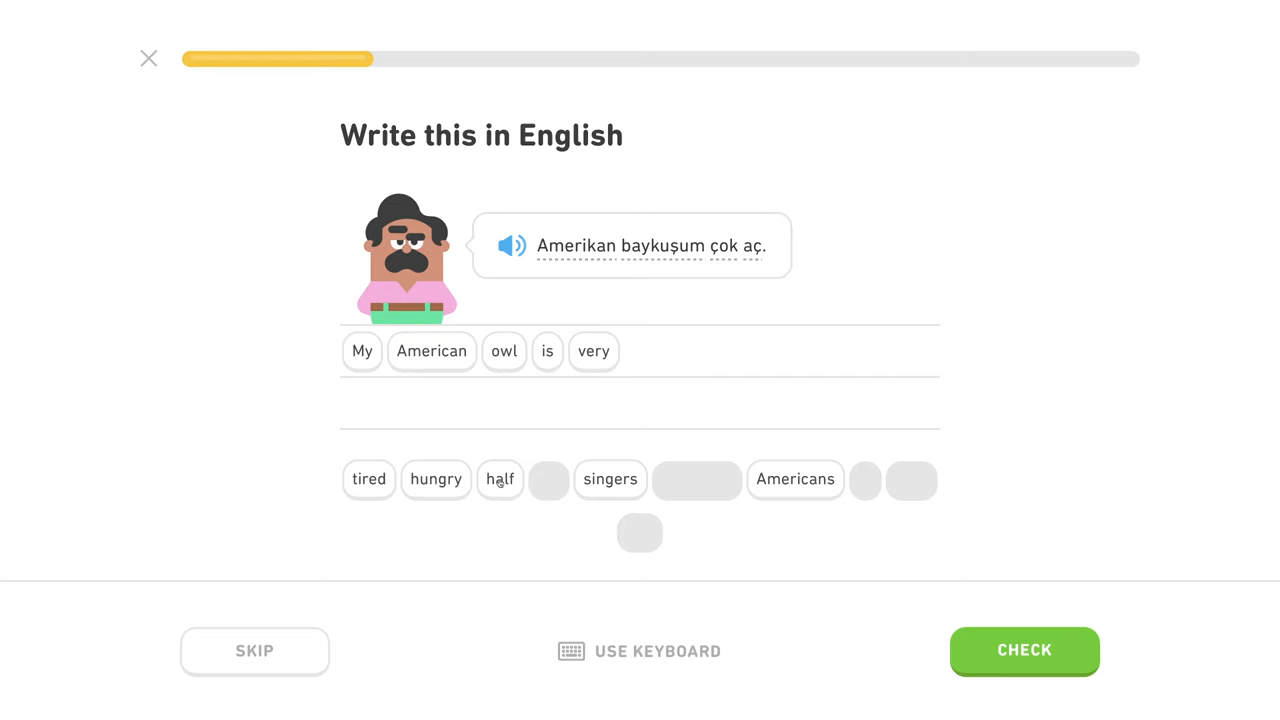 Write this in English
Amerikan baykuşum çok aç.
My American owl is very
tired hungry half singers Americans
SKIP USE KEYBOARD CHECK